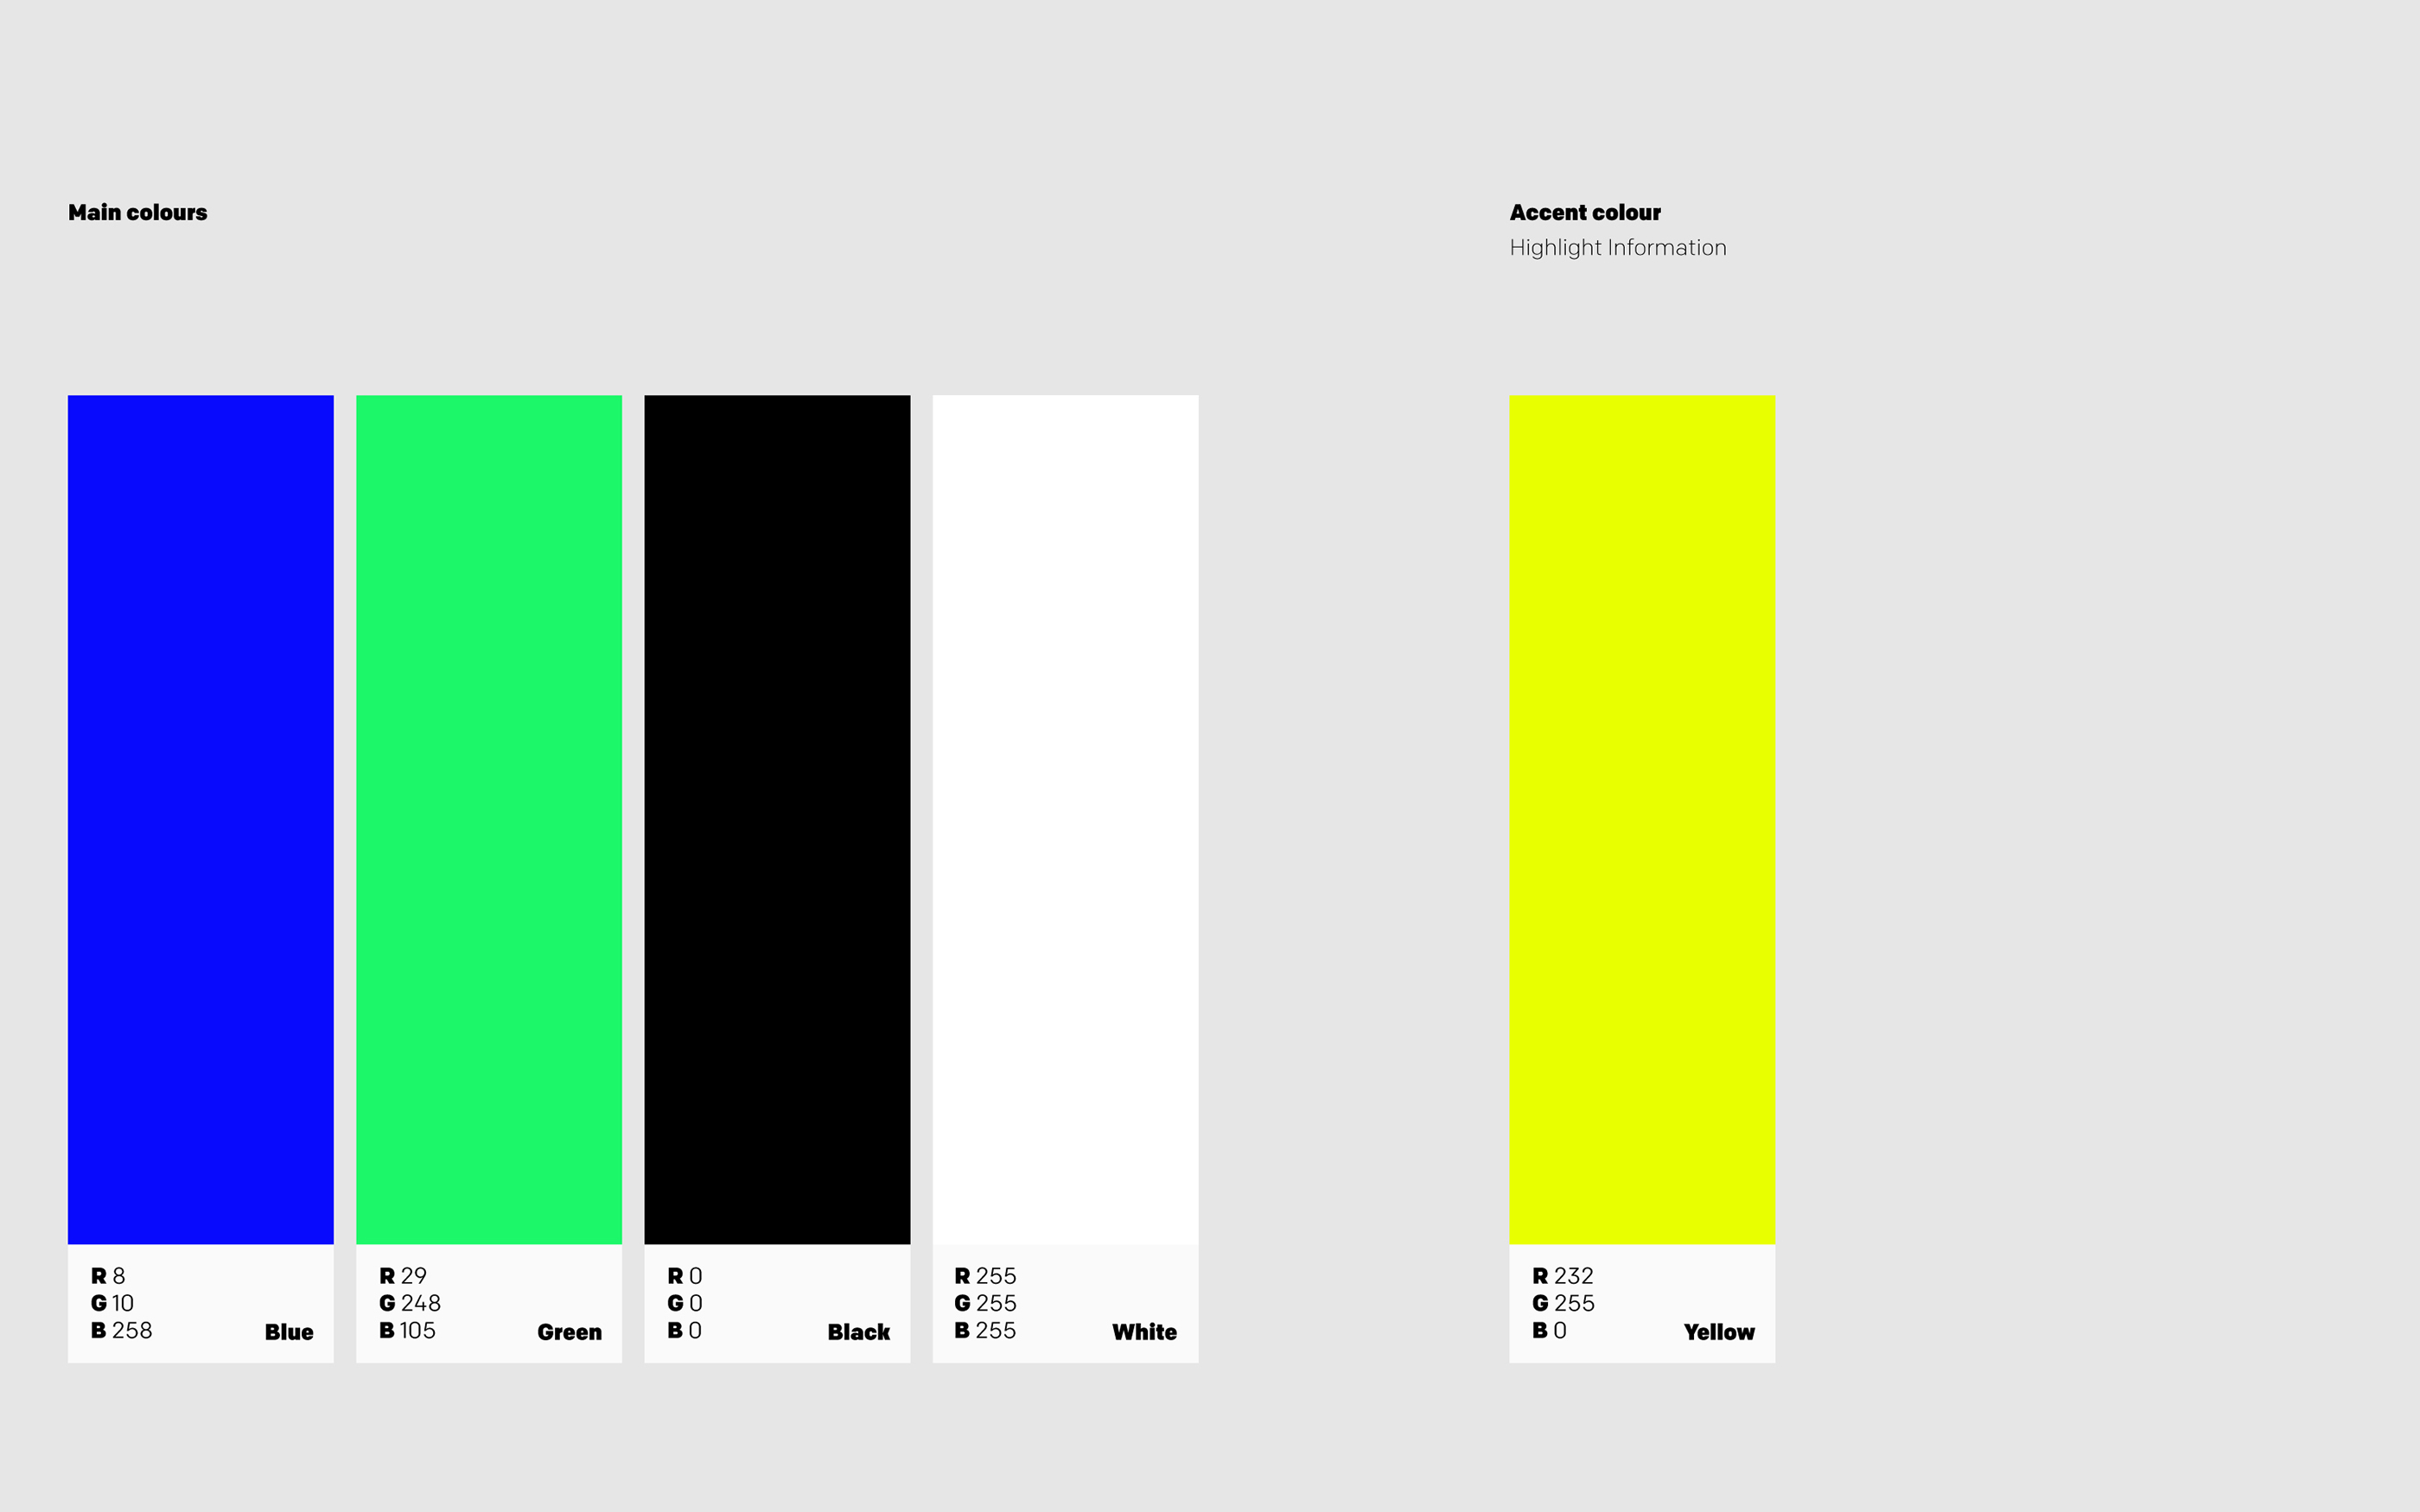 Main colours
Accent colour
Highlight Information
R 8
G 10
B 258
Blue
R 29
G 248
B 105
Green
R 0
G 0
B 0
Black
R 255
G 255
B 255
White
R 232
G 255
B 0
Yellow